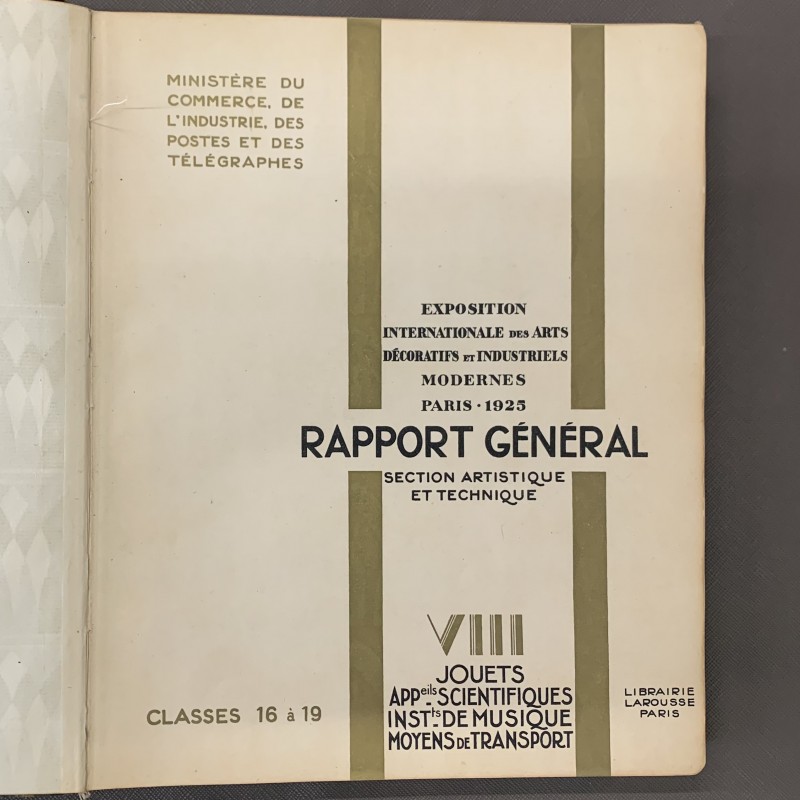 MINISTÈRE DU
COMMERCE, DE
L'INDUSTRIE, DES
POSTES ET DES
TÉLÉGRAPHES
EXPOSITION
INTERNATIONALE DES ARTS
DÉCORATIFS ET INDUSTRIELS
MODERNES
PARIS · 1925
RAPPORT GÉNÉRAL
SECTION ARTISTIQUE
ET TECHNIQUE
VIII
JOUETS
APPeils SCIENTIFIQUES
INSTts DE MUSIQUE
MOYENS DE TRANSPORT
CLASSES 16 à 19
LIBRAIRIE
LAROUSSE
PARIS